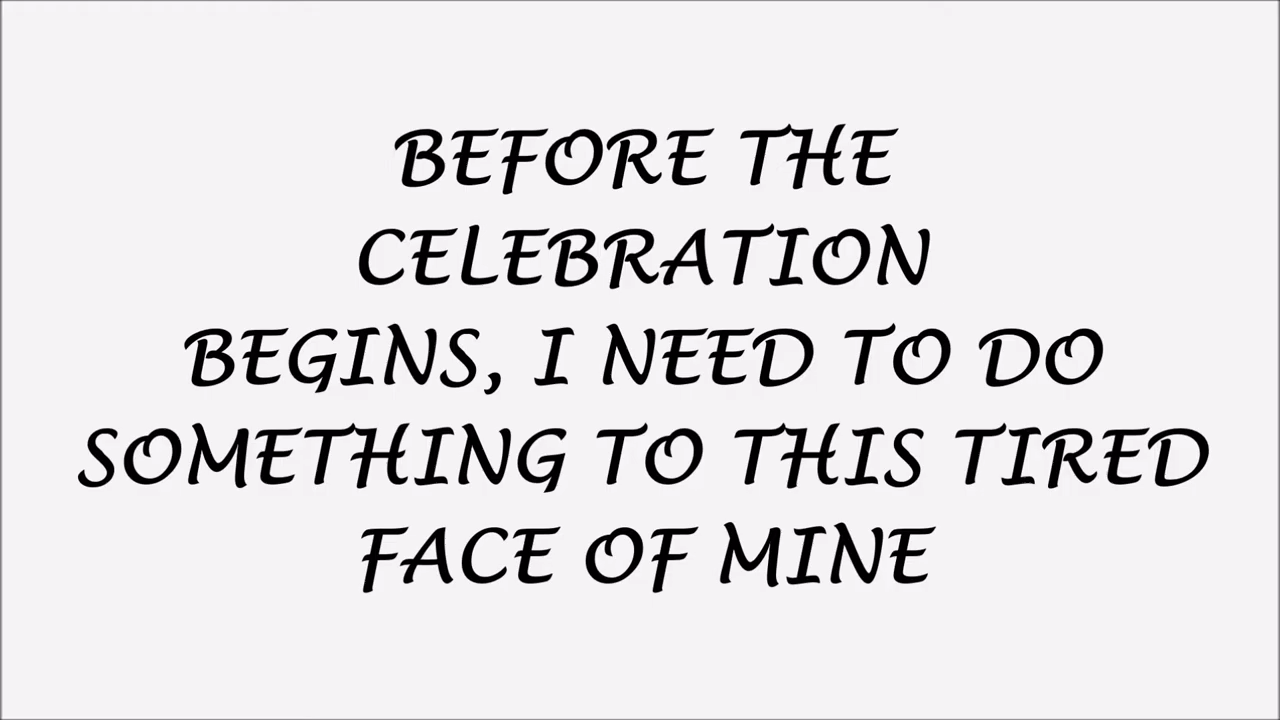 BEFORE THE
CELEBRATION
BEGINS, I NEED TO DO
SOMETHING TO THIS TIRED
FACE OF MINE